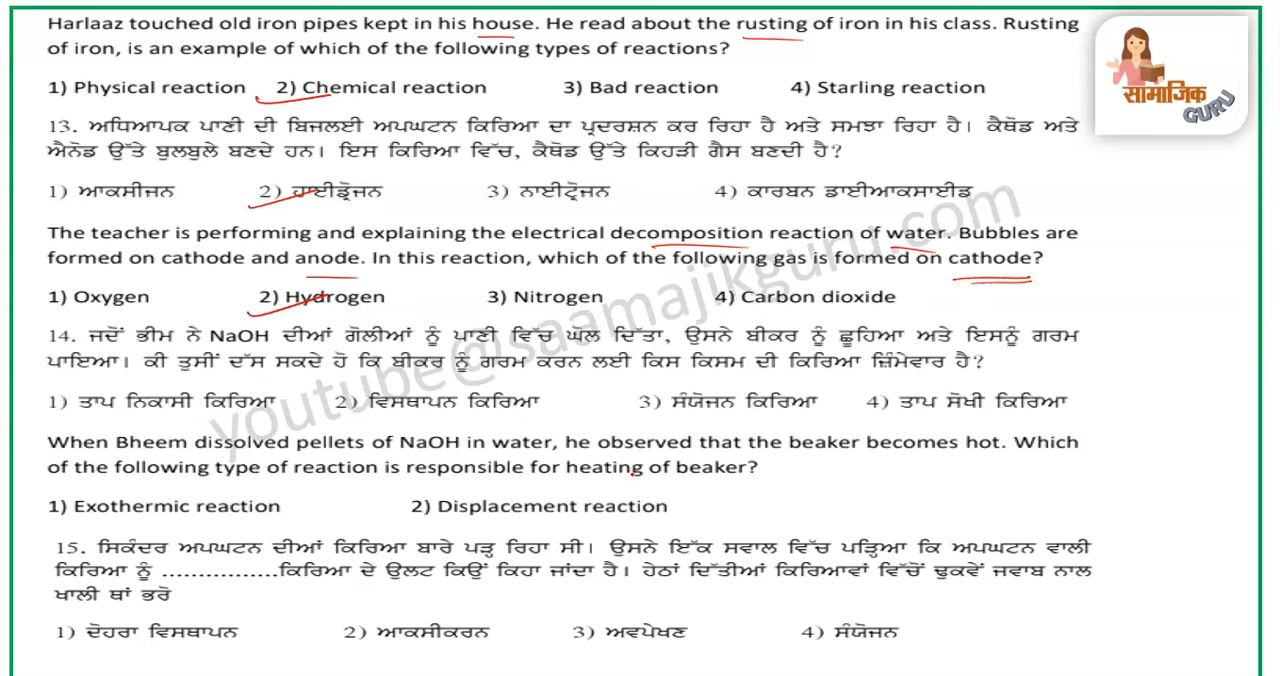 Harlaaz touched old iron pipes kept in his house. He read about the rusting of iron in his class. Rusting
of iron, is an example of which of the following types of reactions?
1) Physical reaction 2) Chemical reaction 3) Bad reaction 4) Starling reaction
सामाजिक
GURU
13. ਅਧਿਆਪਕ ਪਾਣੀ ਦੀ ਬਿਜਲਈ ਅਪਘਟਨ ਕਿਰਿਆ ਦਾ ਪ੍ਰਦਰਸ਼ਨ ਕਰ ਰਿਹਾ ਹੈ ਅਤੇ ਸਮਝਾ ਰਿਹਾ ਹੈ। ਕੈਥੋਡ ਅਤੇ
ਐਨੋਡ ਉੱਤੇ ਬੁਲਬੁਲੇ ਬਣਦੇ ਹਨ। ਇਸ ਕਿਰਿਆ ਵਿੱਚ, ਕੈਥੋਡ ਉੱਤੇ ਕਿਹੜੀ ਗੈਸ ਬਣਦੀ ਹੈ?
1) ਆਕਸੀਜਨ 2) ਹਾਈਡ੍ਰੋਜਨ 3) ਨਾਈਟ੍ਰੋਜਨ 4) ਕਾਰਬਨ ਡਾਈਆਕਸਾਈਡ
The teacher is performing and explaining the electrical decomposition reaction of water. Bubbles are
formed on cathode and anode. In this reaction, which of the following gas is formed on cathode?
1) Oxygen 2) Hydrogen 3) Nitrogen 4) Carbon dioxide
14. ਜਦੋਂ ਭੀਮ ਨੇ NaOH ਦੀਆਂ ਗੋਲੀਆਂ ਨੂੰ ਪਾਣੀ ਵਿੱਚ ਘੋਲ ਦਿੱਤਾ, ਉਸਨੇ ਬੀਕਰ ਨੂੰ ਛੂਹਿਆ ਅਤੇ ਇਸਨੂੰ ਗਰਮ
ਪਾਇਆ। ਕੀ ਤੁਸੀਂ ਦੱਸ ਸਕਦੇ ਹੋ ਕਿ ਬੀਕਰ ਨੂੰ ਗਰਮ ਕਰਨ ਲਈ ਕਿਸ ਕਿਸਮ ਦੀ ਕਿਰਿਆ ਜ਼ਿੰਮੇਵਾਰ ਹੈ?
1) ਤਾਪ ਨਿਕਾਸੀ ਕਿਰਿਆ 2) ਵਿਸਥਾਪਨ ਕਿਰਿਆ 3) ਸੰਯੋਜਨ ਕਿਰਿਆ 4) ਤਾਪ ਸੋਖੀ ਕਿਰਿਆ
When Bheem dissolved pellets of NaOH in water, he observed that the beaker becomes hot. Which
of the following type of reaction is responsible for heating of beaker?
1) Exothermic reaction 2) Displacement reaction
15. ਸਿਕੰਦਰ ਅਪਘਟਨ ਦੀਆਂ ਕਿਰਿਆ ਬਾਰੇ ਪੜ੍ਹ ਰਿਹਾ ਸੀ। ਉਸਨੇ ਇੱਕ ਸਵਾਲ ਵਿੱਚ ਪੜ੍ਹਿਆ ਕਿ ਅਪਘਟਨ ਵਾਲੀ
ਕਿਰਿਆ ਨੂੰ ................ਕਿਰਿਆ ਦੇ ਉਲਟ ਕਿਉਂ ਕਿਹਾ ਜਾਂਦਾ ਹੈ। ਹੇਠਾਂ ਦਿੱਤੀਆਂ ਕਿਰਿਆਵਾਂ ਵਿੱਚੋਂ ਢੁਕਵੇਂ ਜਵਾਬ ਨਾਲ
ਖਾਲੀ ਥਾਂ ਭਰੋ
1) ਦੋਹਰਾ ਵਿਸਥਾਪਨ 2) ਆਕਸੀਕਰਨ 3) ਅਵਪੇਖਣ 4) ਸੰਯੋਜਨ
youtube@saamajikguru.com